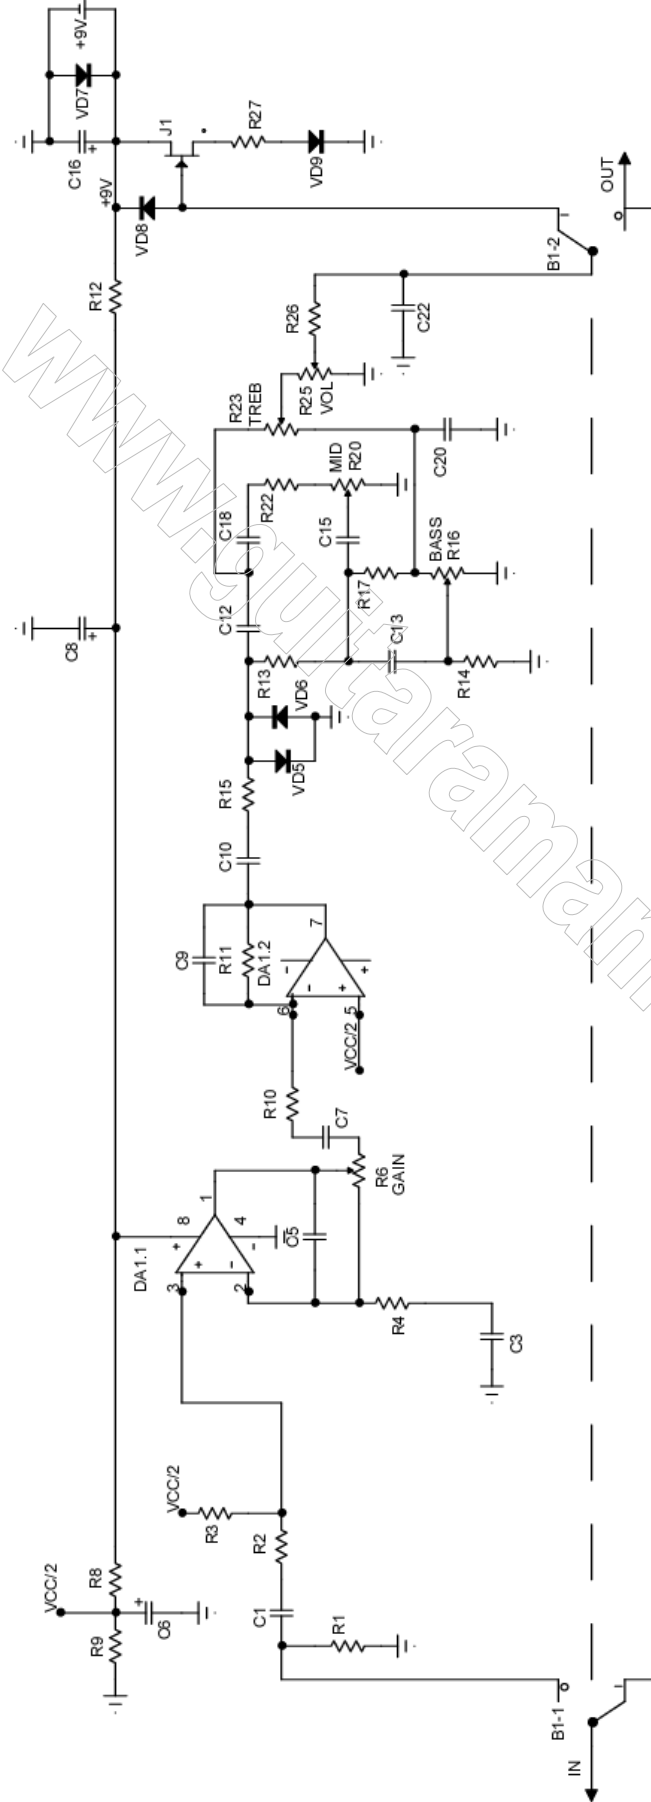 +9V
VD7
C16
+
+9V
J1
R27
VD9
VD8
OUT
B1-2
R12
R26
C22
R25
VOL
R23
TREB
C20
MID
R20
R22
C18
C15
BASS
R16
R17
C12
C13
R14
R13
VD6
VD5
C8
+
R15
C10
C9
R11
DA1.2
7
-
+
-
+
6
5
VCC/2
R10
C7
R6
GAIN
DA1.1
1
8
4
+
-
+
-
3
2
C5
R4
C3
VCC/2
R3
R2
C1
R1
VCC/2
R8
R9
+
C6
B1-1
IN